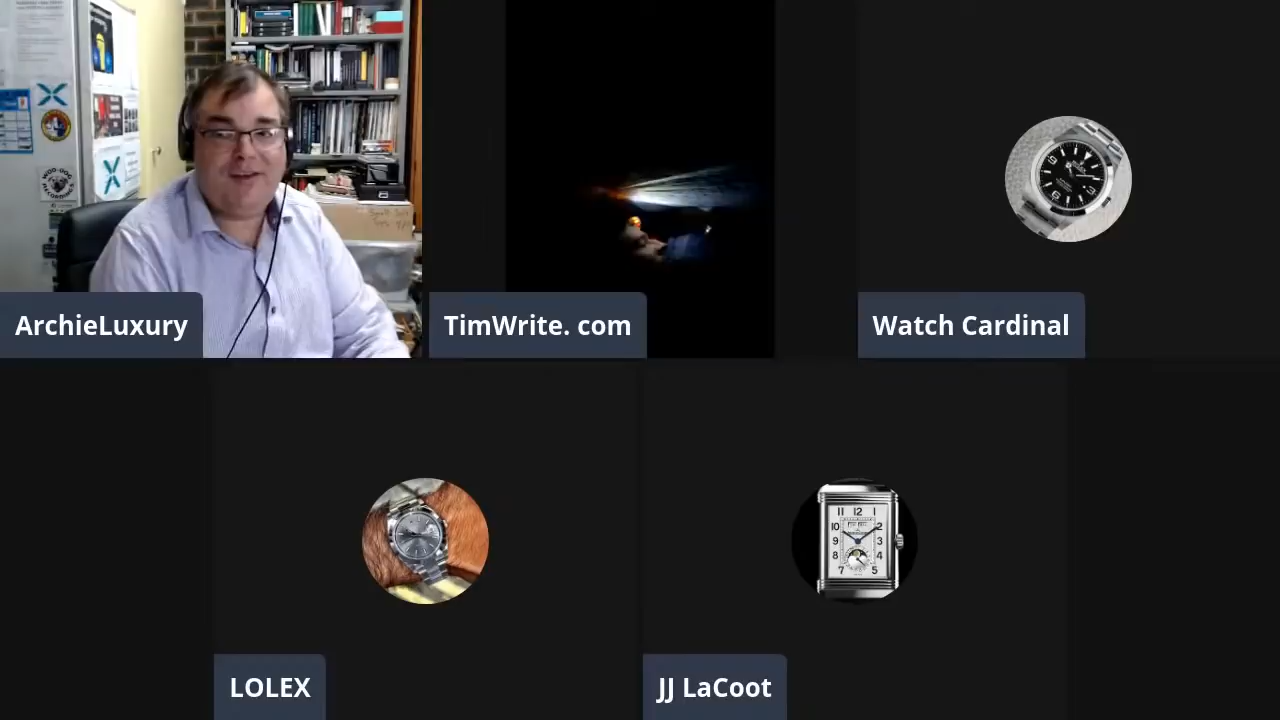 ArchieLuxury
TimWrite. com
Watch Cardinal
LOLEX
JJ LaCoot